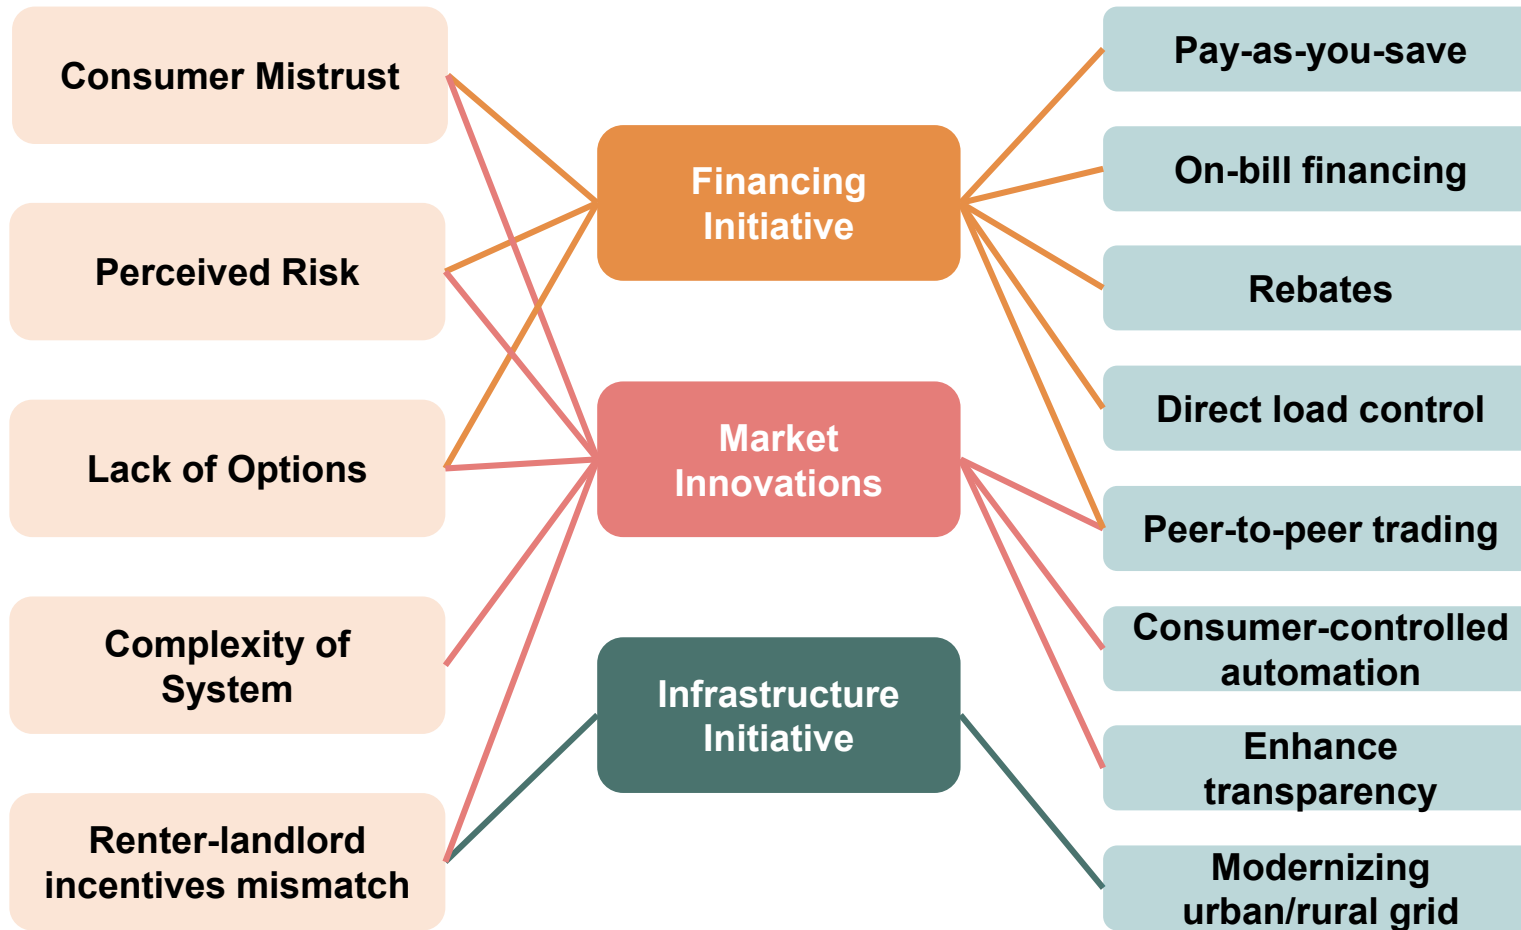 Consumer Mistrust
Perceived Risk
Lack of Options
Complexity of
System
Renter-landlord
incentives mismatch
Financing
Initiative
Market
Innovations
Infrastructure
Initiative
Pay-as-you-save
On-bill financing
Rebates
Direct load control
Peer-to-peer trading
Consumer-controlled
automation
Enhance
transparency
Modernizing
urban/rural grid